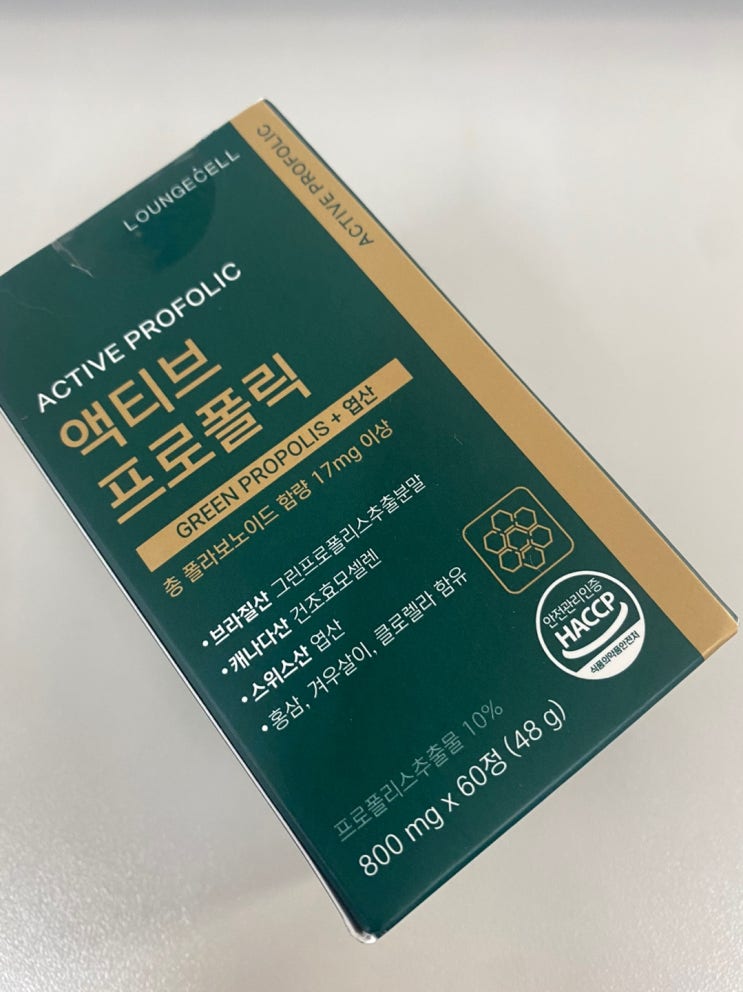 LOUNGECELL
ACTIVE PROFOLIC
ACTIVE PROFOLIC
액티브
프로폴릭
GREEN PROPOLIS + 엽산
총 플라보노이드 함량 17mg 이상
• 브라질산 그린프로폴리스추출분말
• 캐나다산 건조효모셀렌
• 스위스산 엽산
• 홍삼, 겨우살이, 클로렐라 함유
안전관리인증
HACCP
식품의약품안전처
프로폴리스추출물 10%
800 mg x 60정 (48 g)